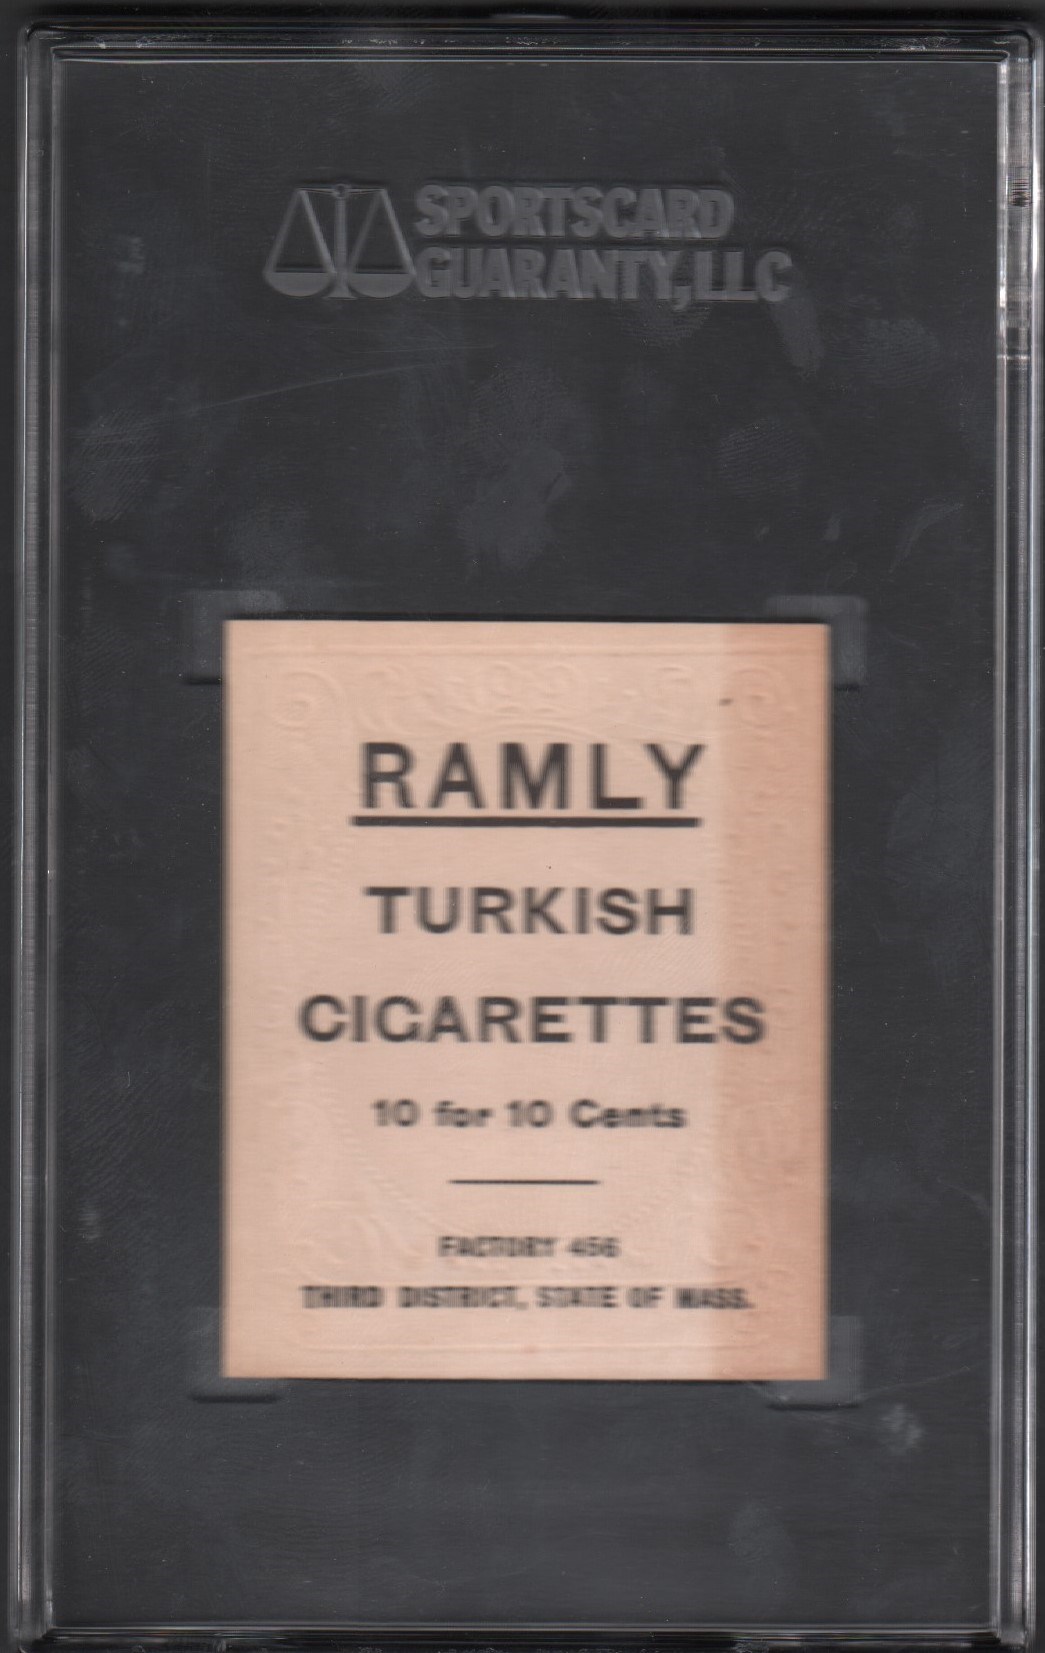 SPORTSCARD
GUARANTY, LLC
RAMLY
TURKISH
CIGARETTES
10 for 10 Cents
FACTORY 456
THIRD DISTRICT, STATE OF MASS.